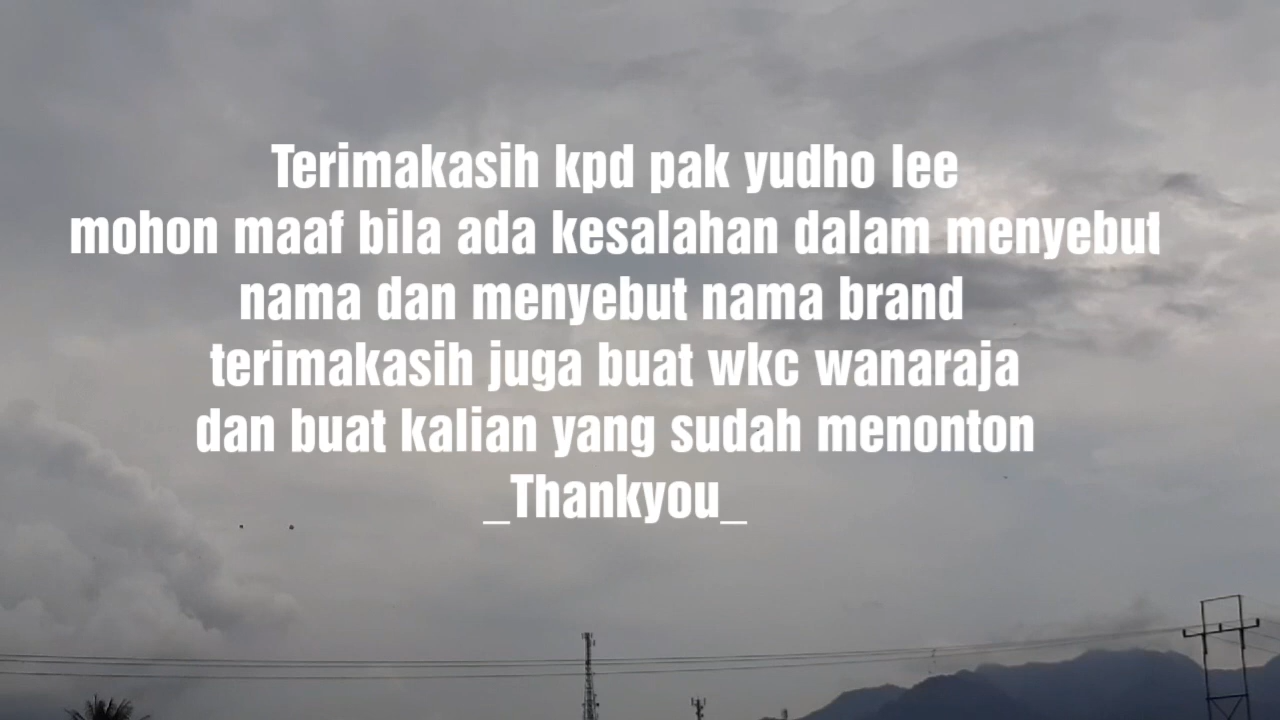 Terimakasih kpd pak yudho lee
mohon maaf bila ada kesalahan dalam menyebut
nama dan menyebut nama brand
terimakasih juga buat wkc wanaraja
dan buat kalian yang sudah menonton
_Thankyou_